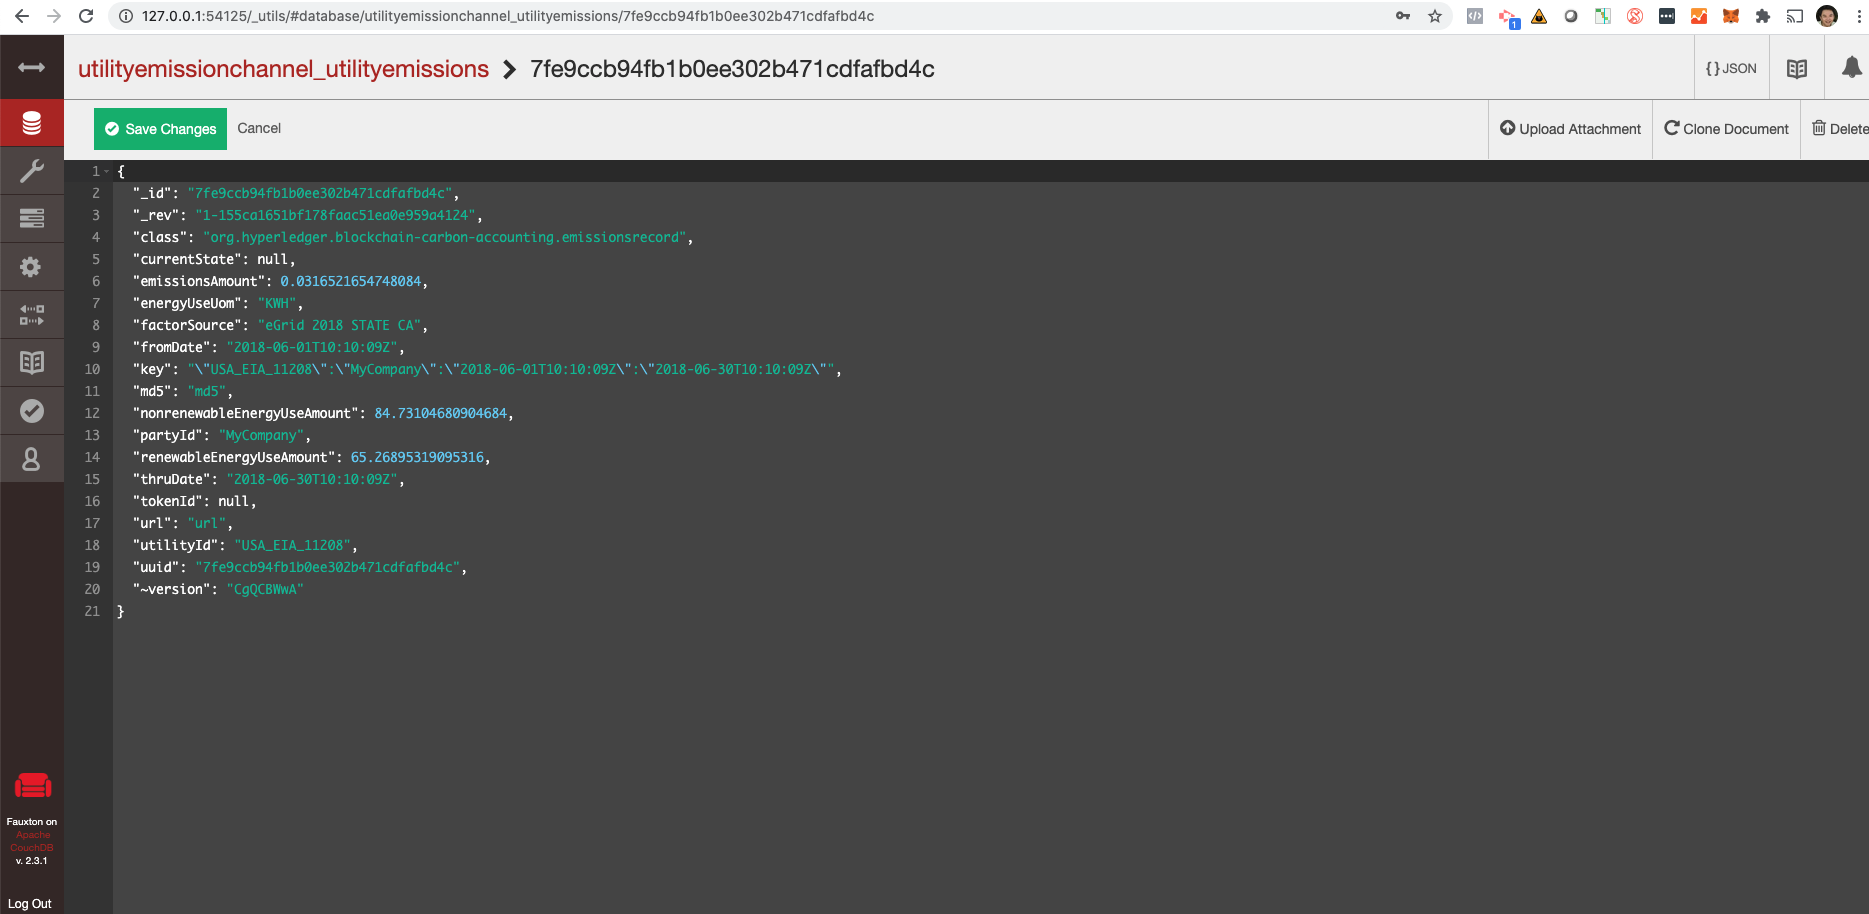 127.0.0.1:54125/_utils/#database/utilityemissionchannel_utilityemissions/7fe9ccb94fb1b0ee302b471cdfafbd4c
1
utilityemissionchannel_utilityemissions > 7fe9ccb94fb1b0ee302b471cdfafbd4c
{} JSON
Save Changes Cancel
Upload Attachment Clone Document Delete
1 {
2 "_id": "7fe9ccb94fb1b0ee302b471cdfafbd4c",
3 "_rev": "1-155ca1651bf178faac51ea0e959a4124",
4 "class": "org.hyperledger.blockchain-carbon-accounting.emissionsrecord",
5 "currentState": null,
6 "emissionsAmount": 0.0316521654748084,
7 "energyUseUom": "KWH",
8 "factorSource": "eGrid 2018 STATE CA",
9 "fromDate": "2018-06-01T10:10:09Z",
10 "key": "\"USA_EIA_11208\":\"MyCompany\":\"2018-06-01T10:10:09Z\":\"2018-06-30T10:10:09Z\"",
11 "md5": "md5",
12 "nonrenewableEnergyUseAmount": 84.73104680904684,
13 "partyId": "MyCompany",
14 "renewableEnergyUseAmount": 65.26895319095316,
15 "thruDate": "2018-06-30T10:10:09Z",
16 "tokenId": null,
17 "url": "url",
18 "utilityId": "USA_EIA_11208",
19 "uuid": "7fe9ccb94fb1b0ee302b471cdfafbd4c",
20 "~version": "CgQCBWwA"
21 }
Fauxton on
Apache
CouchDB
v. 2.3.1
Log Out